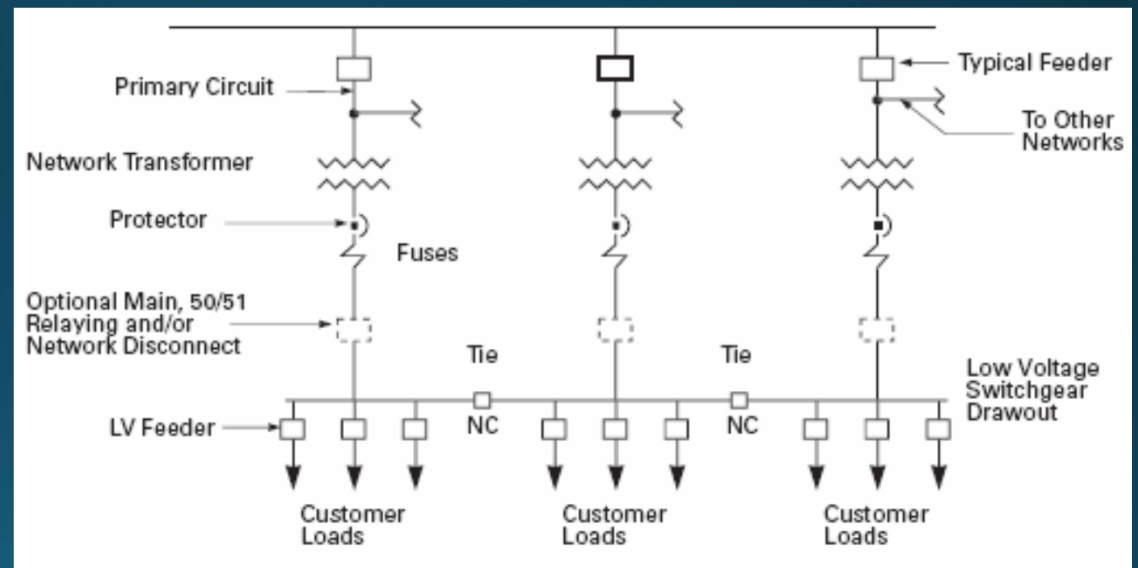 Primary Circuit
Typical Feeder
To Other
Networks
Network Transformer
Protector
Fuses
Optional Main, 50/51
Relaying and/or
Network Disconnect
Tie
Tie
Low Voltage
Switchgear
Drawout
LV Feeder
NC
NC
Customer
Loads
Customer
Loads
Customer
Loads